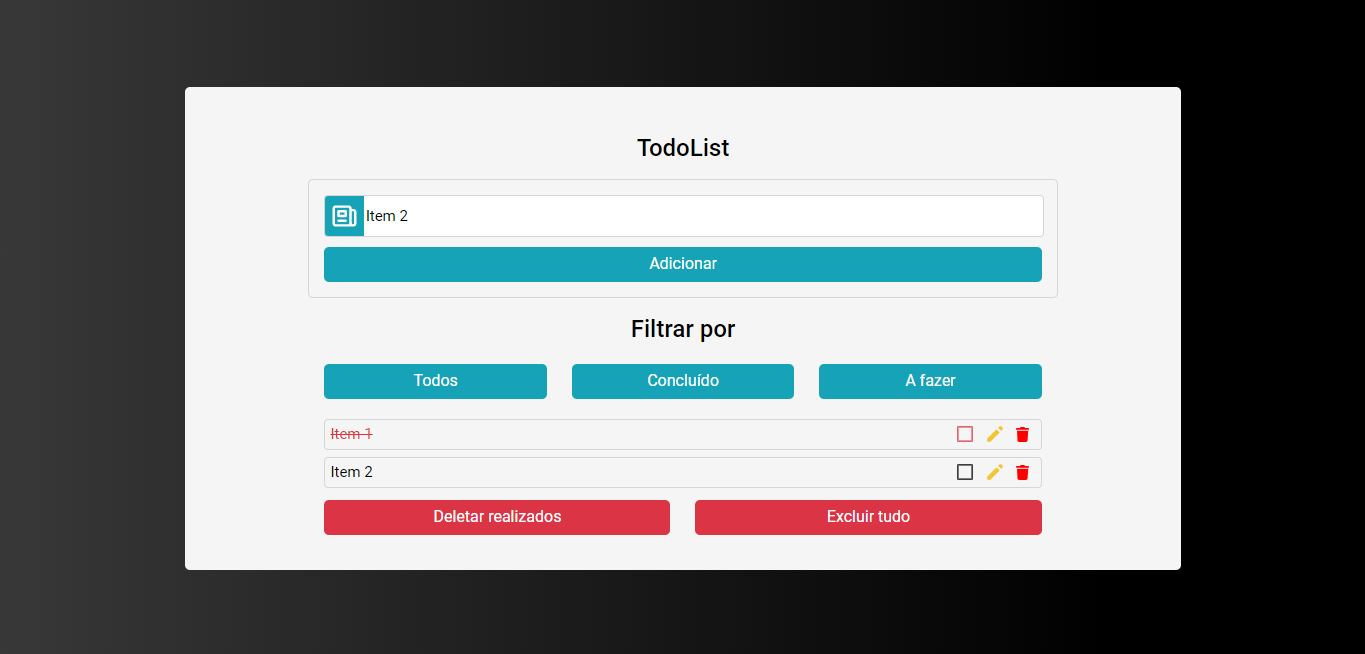 TodoList
Item 2
Adicionar
Filtrar por
Todos Concluído A fazer
Item 1
Item 2
Deletar realizados Excluir tudo